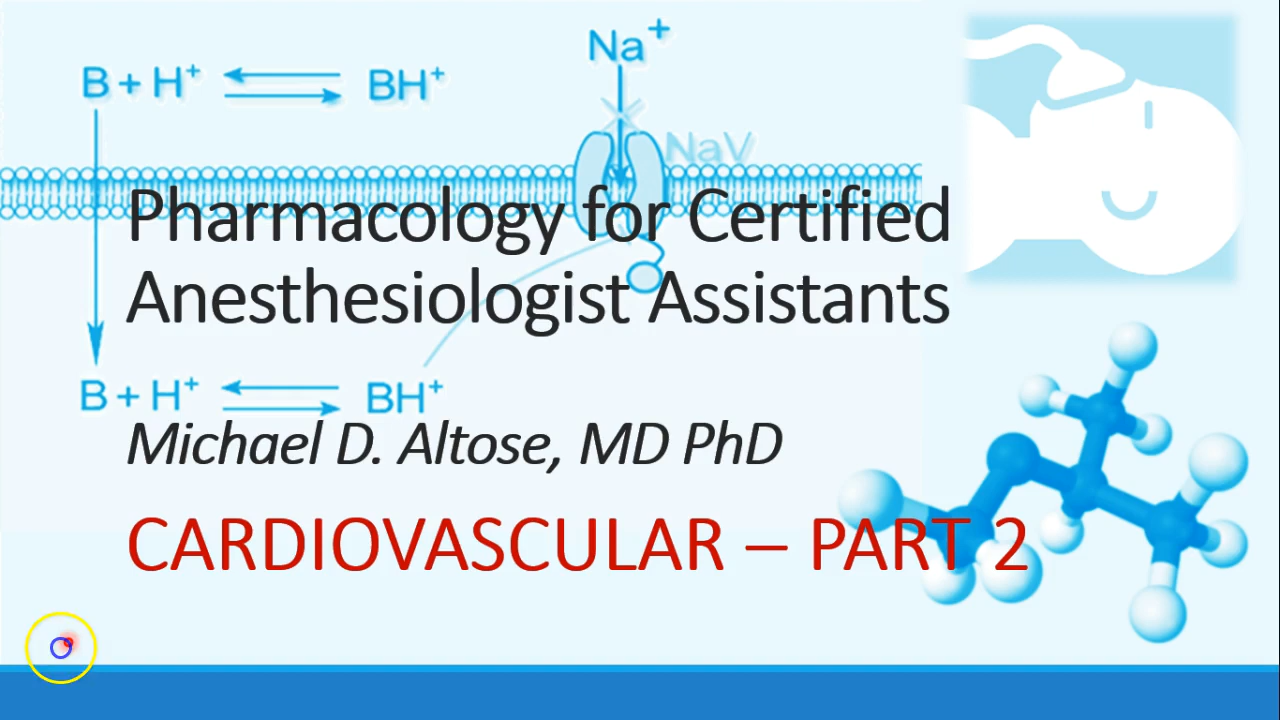 Na⁺
B + H⁺ BH⁺
NaV
Pharmacology for Certified
Anesthesiologist Assistants
B + H⁺ BH⁺
Michael D. Altose, MD PhD
CARDIOVASCULAR – PART 2